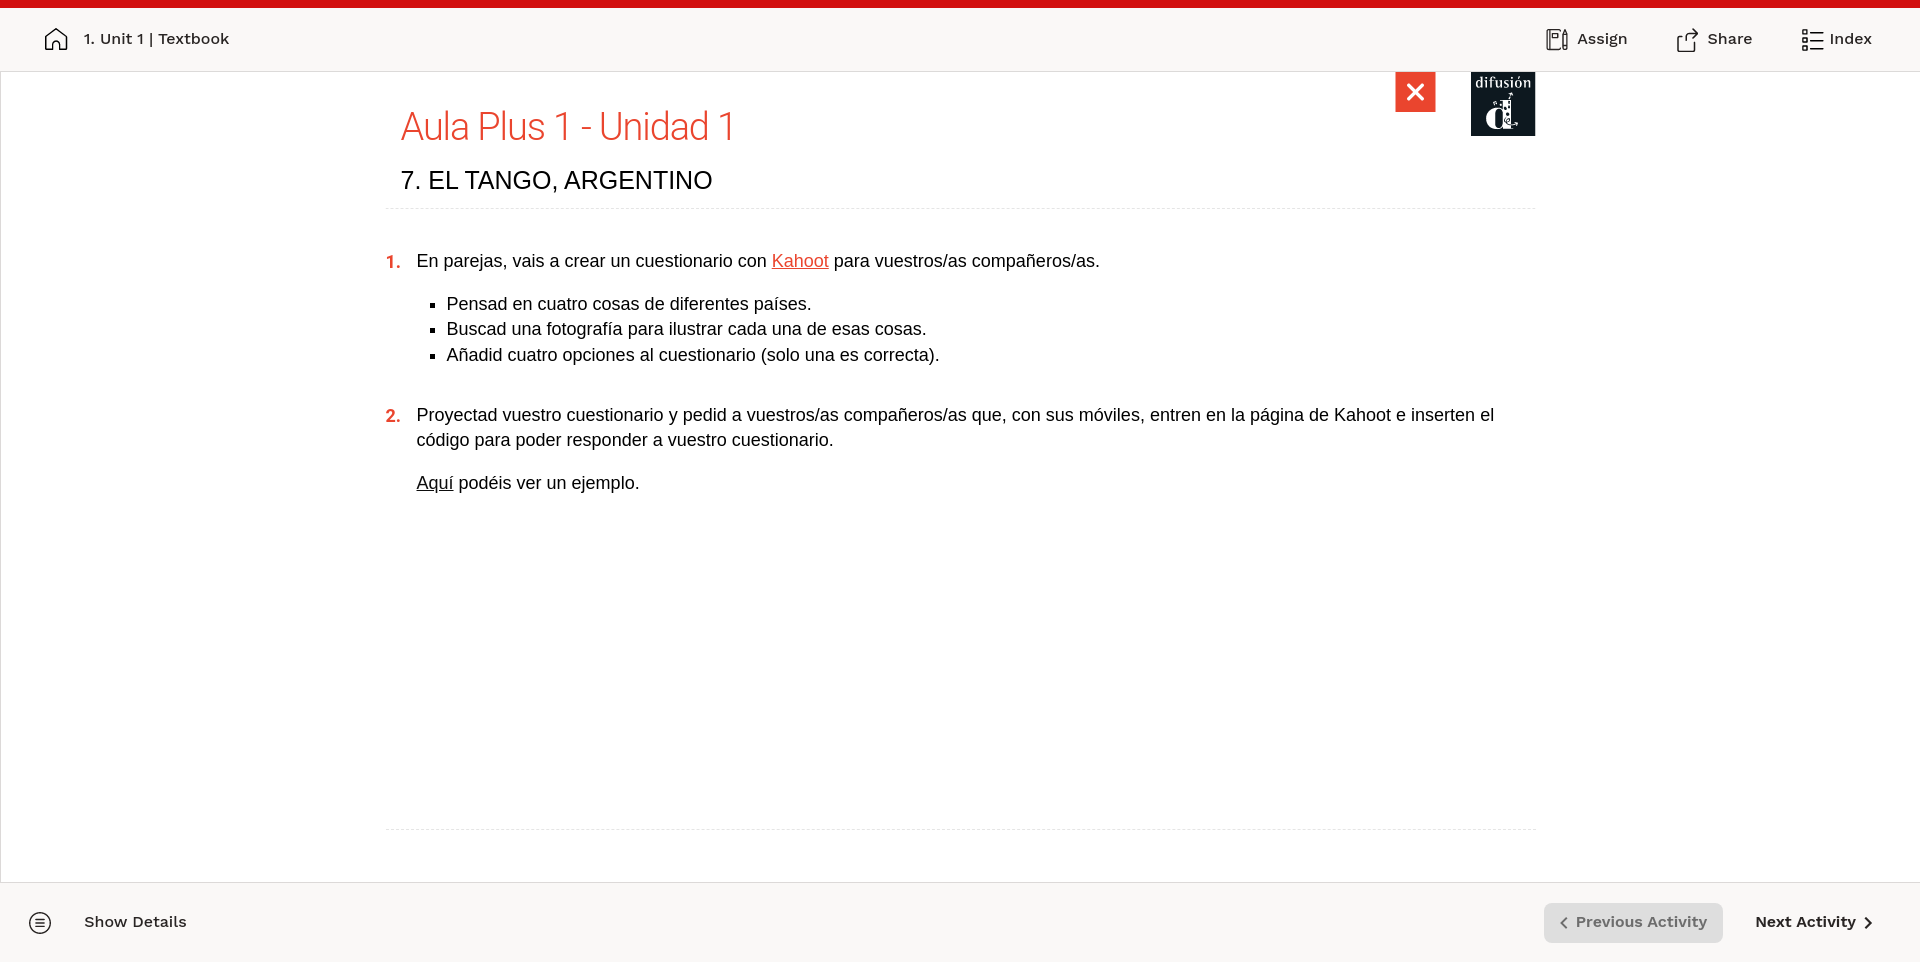 1. Unit 1 | Textbook
Assign
Share
Index
difusión
Aula Plus 1 - Unidad 1
7. EL TANGO, ARGENTINO
1. En parejas, vais a crear un cuestionario con Kahoot para vuestros/as compañeros/as.
▪ Pensad en cuatro cosas de diferentes países.
▪ Buscad una fotografía para ilustrar cada una de esas cosas.
▪ Añadid cuatro opciones al cuestionario (solo una es correcta).
2. Proyectad vuestro cuestionario y pedid a vuestros/as compañeros/as que, con sus móviles, entren en la página de Kahoot e inserten el
código para poder responder a vuestro cuestionario.
Aquí podéis ver un ejemplo.
Show Details
Previous Activity
Next Activity